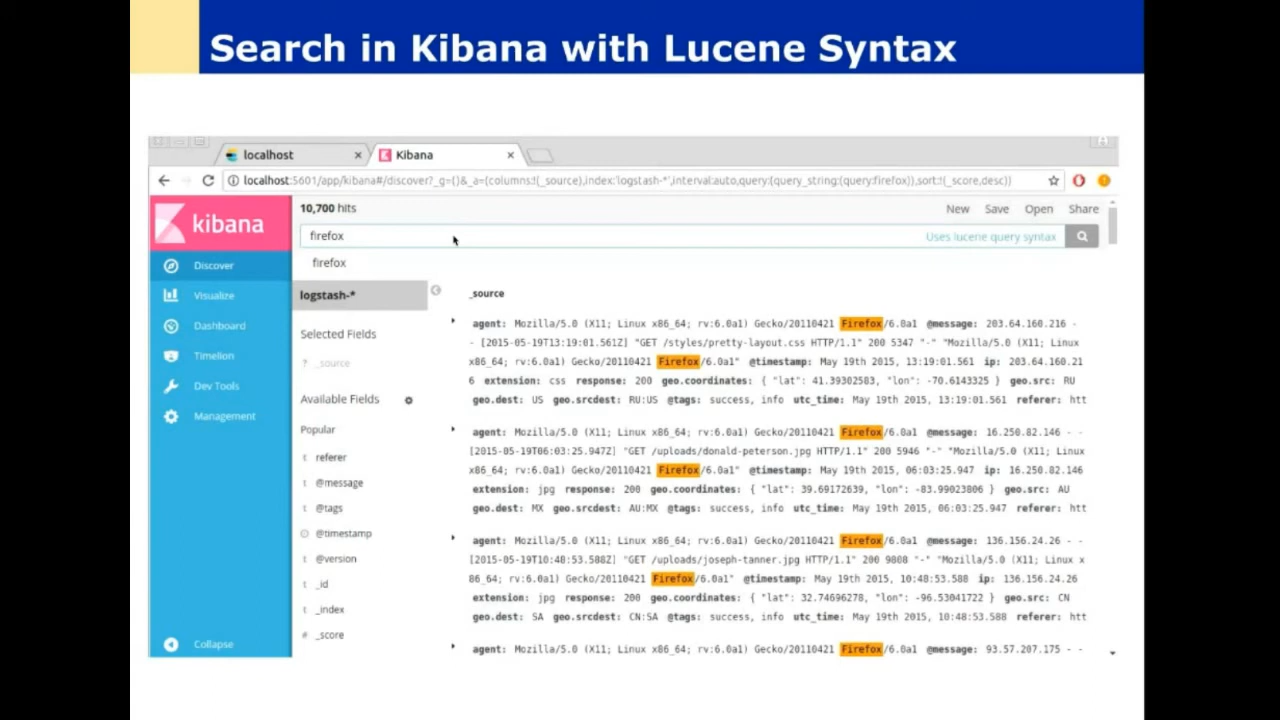 Search in Kibana with Lucene Syntax
localhost
Kibana
localhost:5601/app/kibana#/discover?_g=()&_a=(columns:!(_source),index:'logstash-*',interval:auto,query:(query_string:(query:firefox)),sort:!(_score,desc))
kibana
10,700 hits
New Save Open Share
firefox
Uses lucene query syntax
firefox
Discover
Visualize
Dashboard
Timelion
Dev Tools
Management
Collapse
logstash-*
Selected Fields
? _source
Available Fields
Popular
t referer
t @message
t @tags
@timestamp
t @version
t _id
t _index
# _score
_source
agent: Mozilla/5.0 (X11; Linux x86_64; rv:6.0a1) Gecko/20110421 Firefox/6.0a1 @message: 203.64.160.216 -
- [2015-05-19T13:19:01.561Z] "GET /styles/pretty-layout.css HTTP/1.1" 200 5347 "-" "Mozilla/5.0 (X11; Linux
x86_64; rv:6.0a1) Gecko/20110421 Firefox/6.0a1" @timestamp: May 19th 2015, 13:19:01.561 ip: 203.64.160.21
6 extension: css response: 200 geo.coordinates: { "lat": 41.39302583, "lon": -70.6143325 } geo.src: RU
geo.dest: US geo.srcdest: RU:US @tags: success, info utc_time: May 19th 2015, 13:19:01.561 referer: htt
agent: Mozilla/5.0 (X11; Linux x86_64; rv:6.0a1) Gecko/20110421 Firefox/6.0a1 @message: 16.250.82.146 - -
[2015-05-19T06:03:25.947Z] "GET /uploads/donald-peterson.jpg HTTP/1.1" 200 5946 "-" "Mozilla/5.0 (X11; Linux
x86_64; rv:6.0a1) Gecko/20110421 Firefox/6.0a1" @timestamp: May 19th 2015, 06:03:25.947 ip: 16.250.82.146
extension: jpg response: 200 geo.coordinates: { "lat": 39.69172639, "lon": -83.99023806 } geo.src: AU
geo.dest: MX geo.srcdest: AU:MX @tags: success, info utc_time: May 19th 2015, 06:03:25.947 referer: htt
agent: Mozilla/5.0 (X11; Linux x86_64; rv:6.0a1) Gecko/20110421 Firefox/6.0a1 @message: 136.156.24.26 - -
[2015-05-19T10:48:53.588Z] "GET /uploads/joseph-tanner.jpg HTTP/1.1" 200 9808 "-" "Mozilla/5.0 (X11; Linux x
86_64; rv:6.0a1) Gecko/20110421 Firefox/6.0a1" @timestamp: May 19th 2015, 10:48:53.588 ip: 136.156.24.26
extension: jpg response: 200 geo.coordinates: { "lat": 32.74696278, "lon": -96.53041722 } geo.src: CN
geo.dest: SA geo.srcdest: CN:SA @tags: success, info utc_time: May 19th 2015, 10:48:53.588 referer: htt
agent: Mozilla/5.0 (X11; Linux x86_64; rv:6.0a1) Gecko/20110421 Firefox/6.0a1 @message: 93.57.207.175 - -